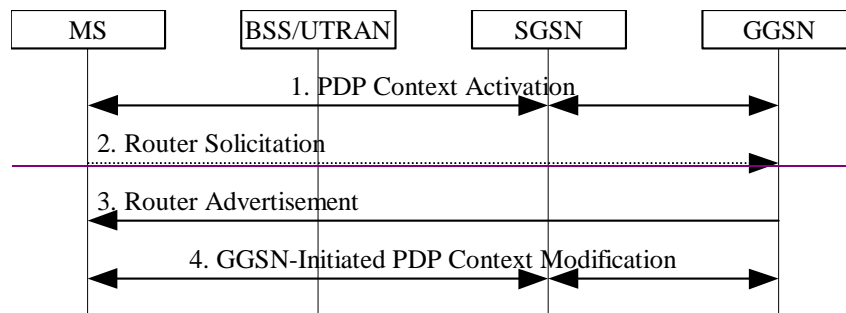 MS BSS/UTRAN SGSN GGSN
1. PDP Context Activation
2. Router Solicitation
3. Router Advertisement
4. GGSN-Initiated PDP Context Modification